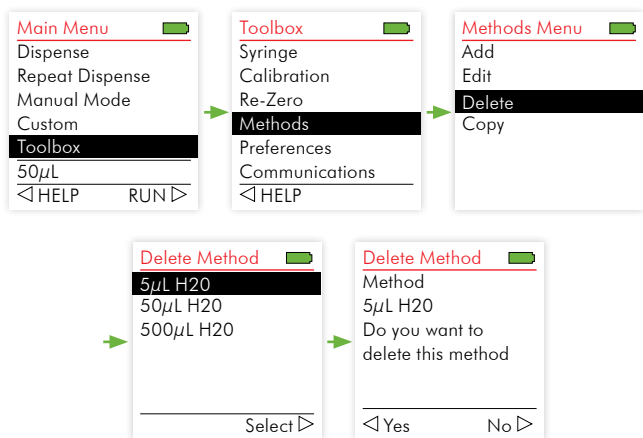 Main Menu
Dispense
Repeat Dispense
Manual Mode
Custom
Toolbox
50µL
◁ HELP RUN ▷
Toolbox
Syringe
Calibration
Re-Zero
Methods
Preferences
Communications
◁ HELP
Methods Menu
Add
Edit
Delete
Copy
Delete Method
5µL H20
50µL H20
500µL H20
Select ▷
Delete Method
Method
5µL H20
Do you want to
delete this method
◁ Yes No ▷